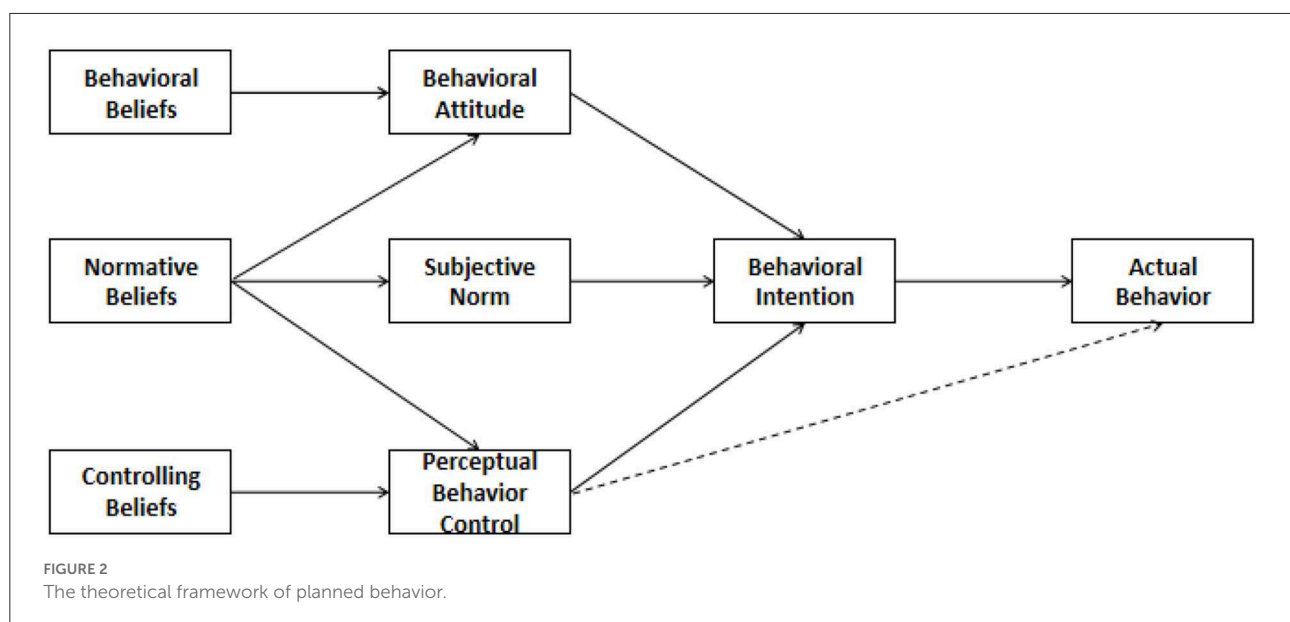 Behavioral
Beliefs
Behavioral
Attitude
Normative
Beliefs
Subjective
Norm
Behavioral
Intention
Actual
Behavior
Controlling
Beliefs
Perceptual
Behavior
Control
FIGURE 2
The theoretical framework of planned behavior.